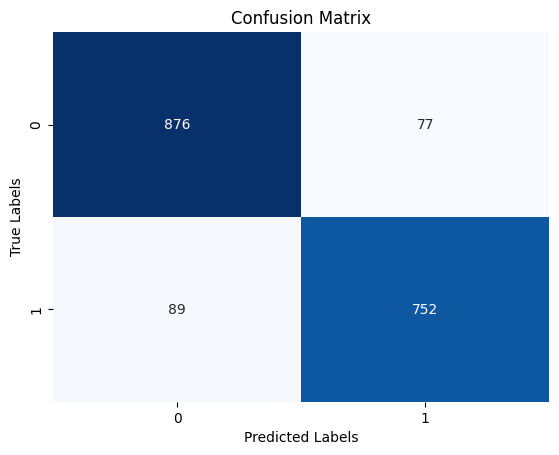 Confusion Matrix
True Labels
0
876
77
1
89
752
0
1
Predicted Labels